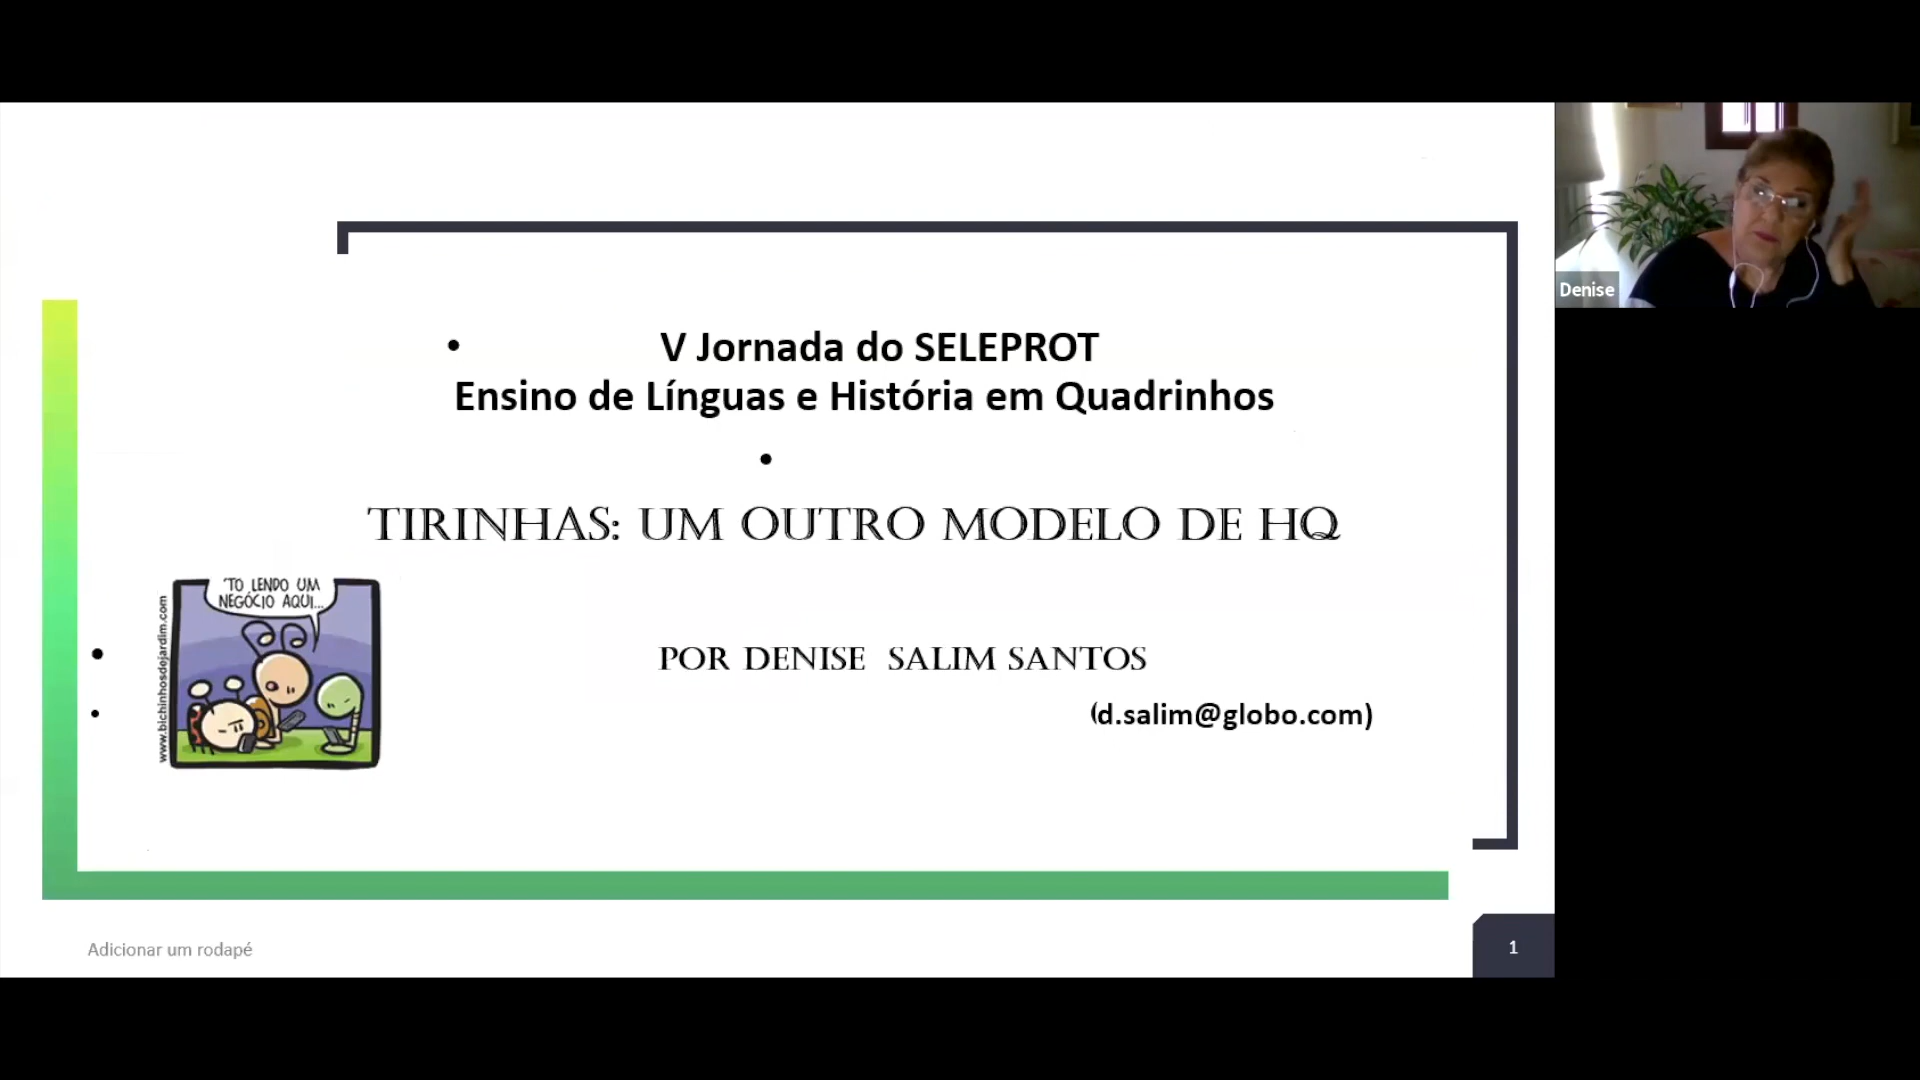 V Jornada do SELEPROT
Ensino de Línguas e História em Quadrinhos
TIRINHAS: UM OUTRO MODELO DE HQ
'TO LENDO UM
NEGÓCIO AQUI...
www.bichinhosdejardim.com
POR DENISE SALIM SANTOS
(d.salim@globo.com)
Adicionar um rodapé
1
Denise